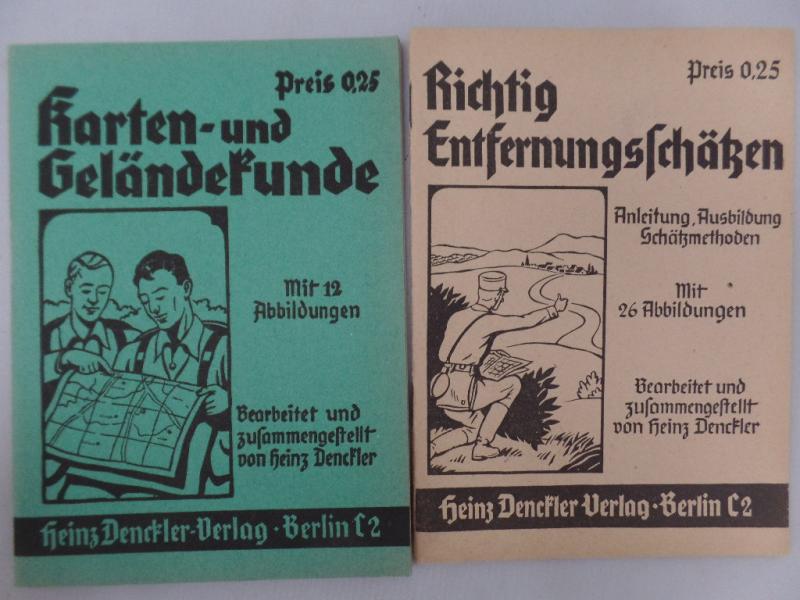 Preis 0,25
Karten- und
Geländekunde
Mit 12
Abbildungen
Bearbeitet und
zusammengestellt
von Heinz Denckler
Heinz Denckler-Verlag · Berlin C2
Preis 0,25
Richtig
Entfernungsschätzen
Anleitung, Ausbildung
Schätzmethoden
Mit
26 Abbildungen
Bearbeitet und
zusammengestellt
von Heinz Denckler
Heinz Denckler Verlag · Berlin C2